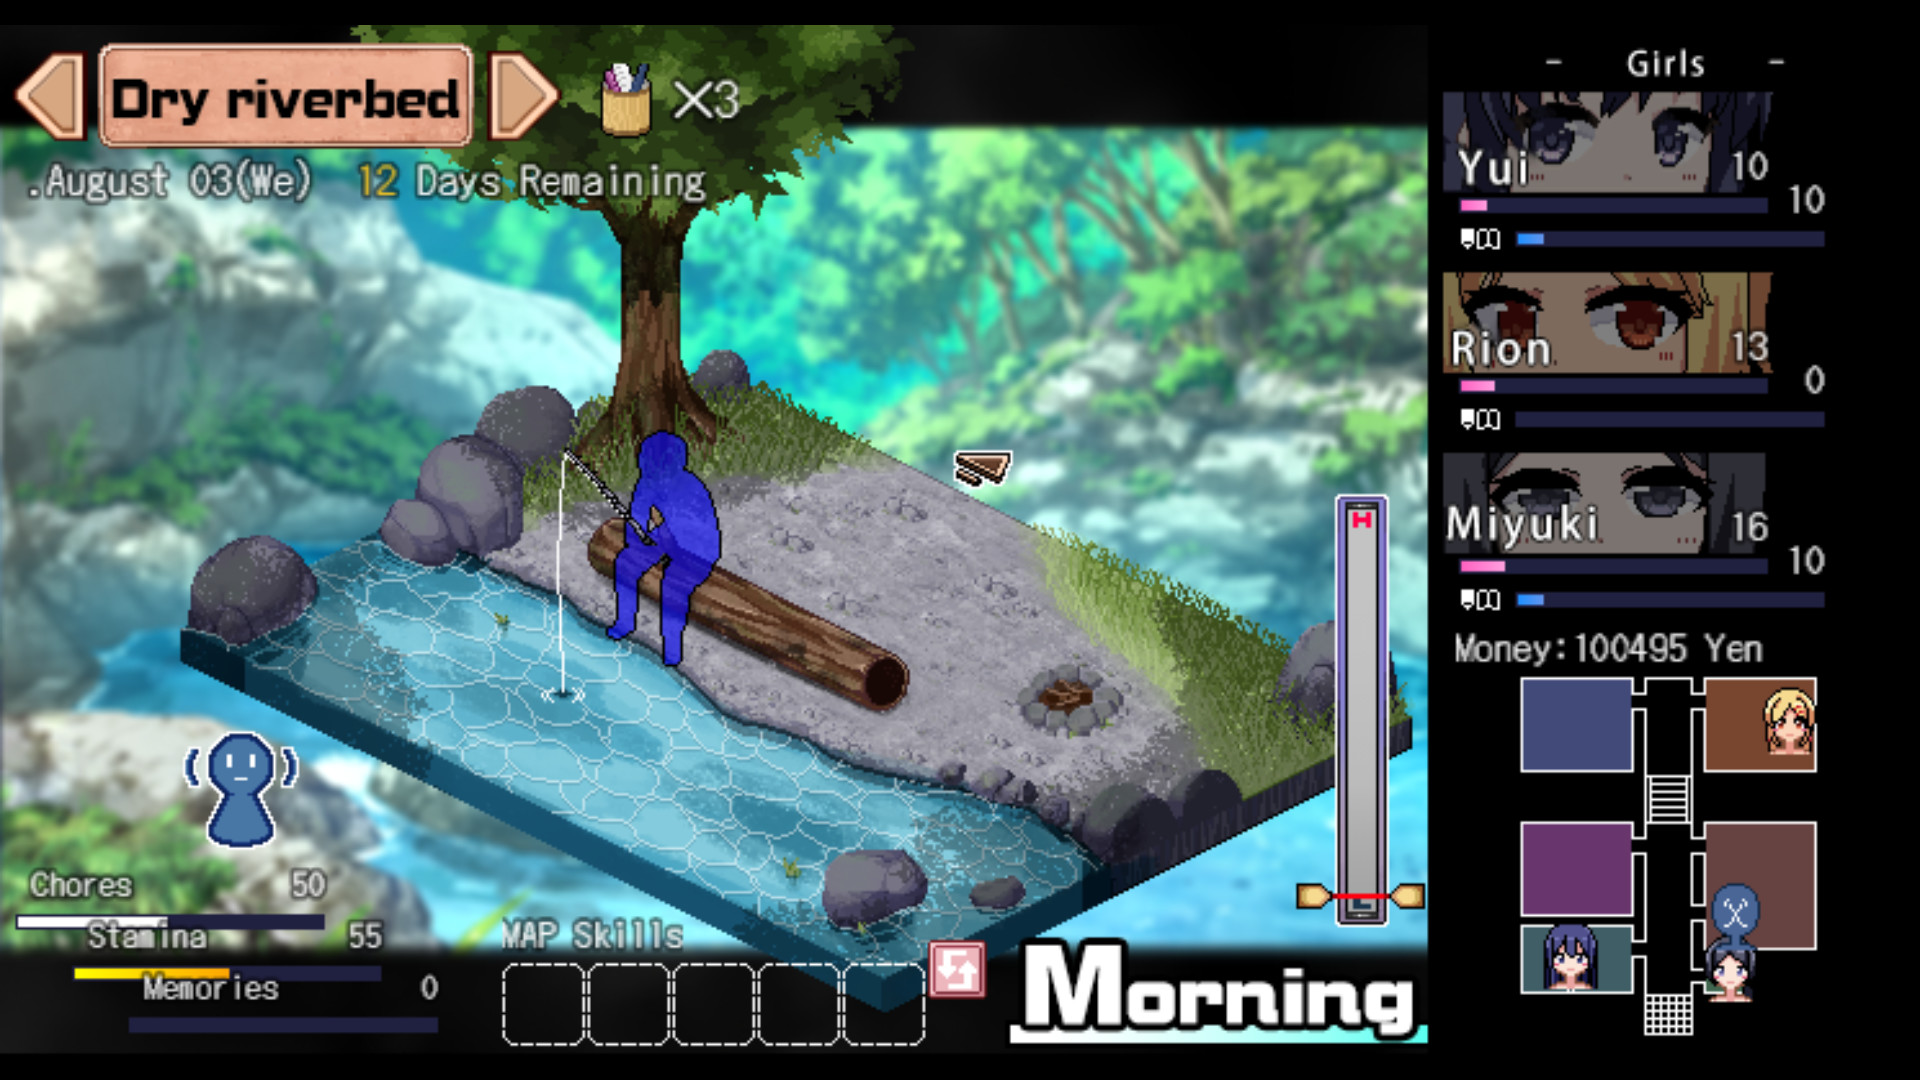 Dry riverbed
×3
.August 03(We) 12 Days Remaining
- Girls -
Yui 10
10
Rion 13
0
Miyuki 16
10
Money:100495 Yen
H
L
Chores 50
Stamina 55
Memories 0
MAP Skills
Morning